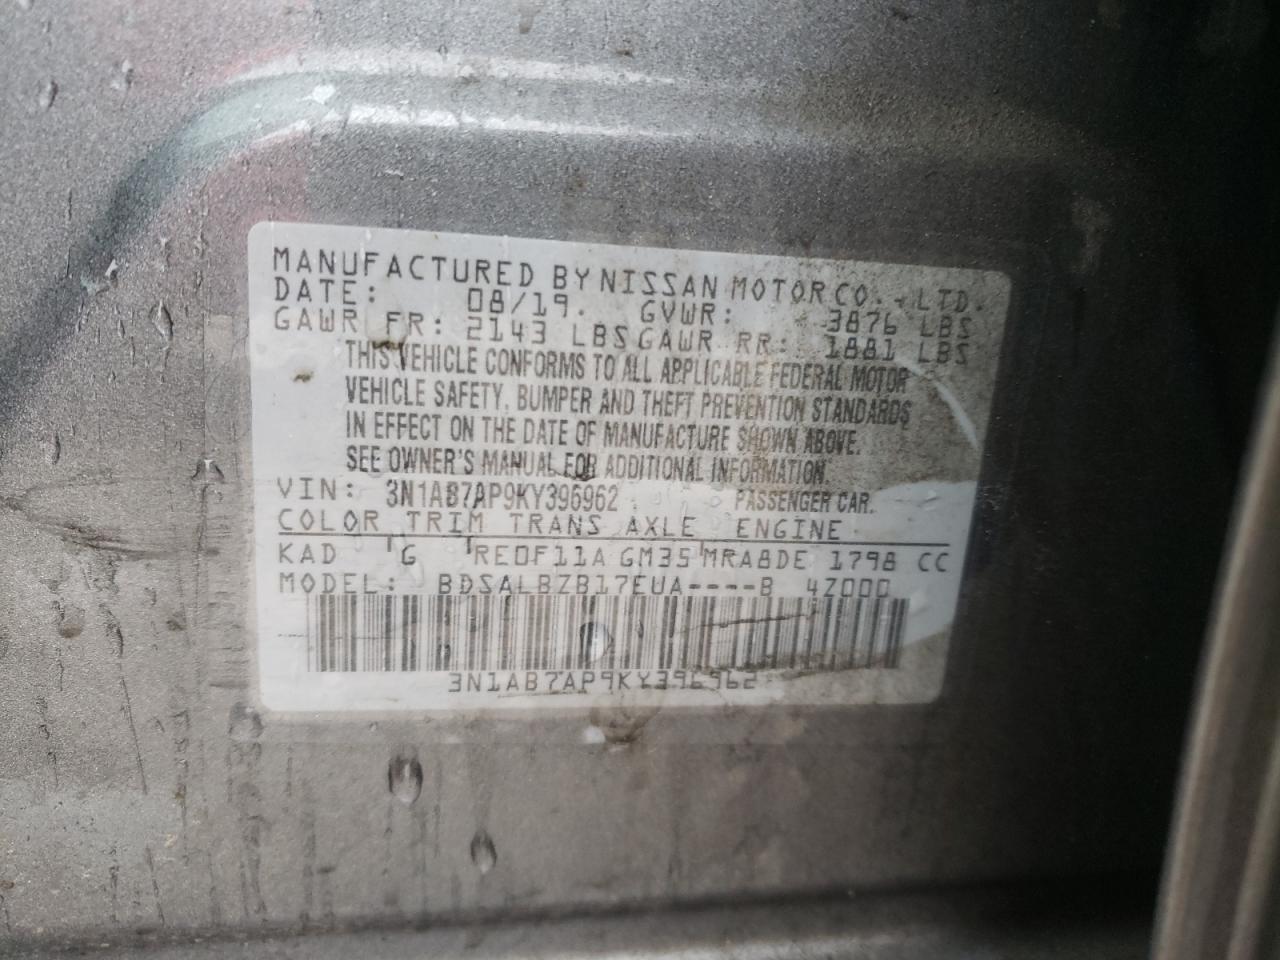 MANUFACTURED BY NISSAN MOTOR CO., LTD.
DATE: 08/19. GVWR: 3876 LBS
GAWR FR: 2143 LBS GAWR RR: 1881 LBS
THIS VEHICLE CONFORMS TO ALL APPLICABLE FEDERAL MOTOR
VEHICLE SAFETY, BUMPER AND THEFT PREVENTION STANDARDS
IN EFFECT ON THE DATE OF MANUFACTURE SHOWN ABOVE.
SEE OWNER'S MANUAL FOR ADDITIONAL INFORMATION.
VIN: 3N1AB7AP9KY396962 PASSENGER CAR.
COLOR TRIM TRANS AXLE ENGINE
KAD G RE0F11A GM35 MRA8DE 1798 CC
MODEL: BDSALBZB17EUA----B 4Z000
3N1AB7AP9KY396962